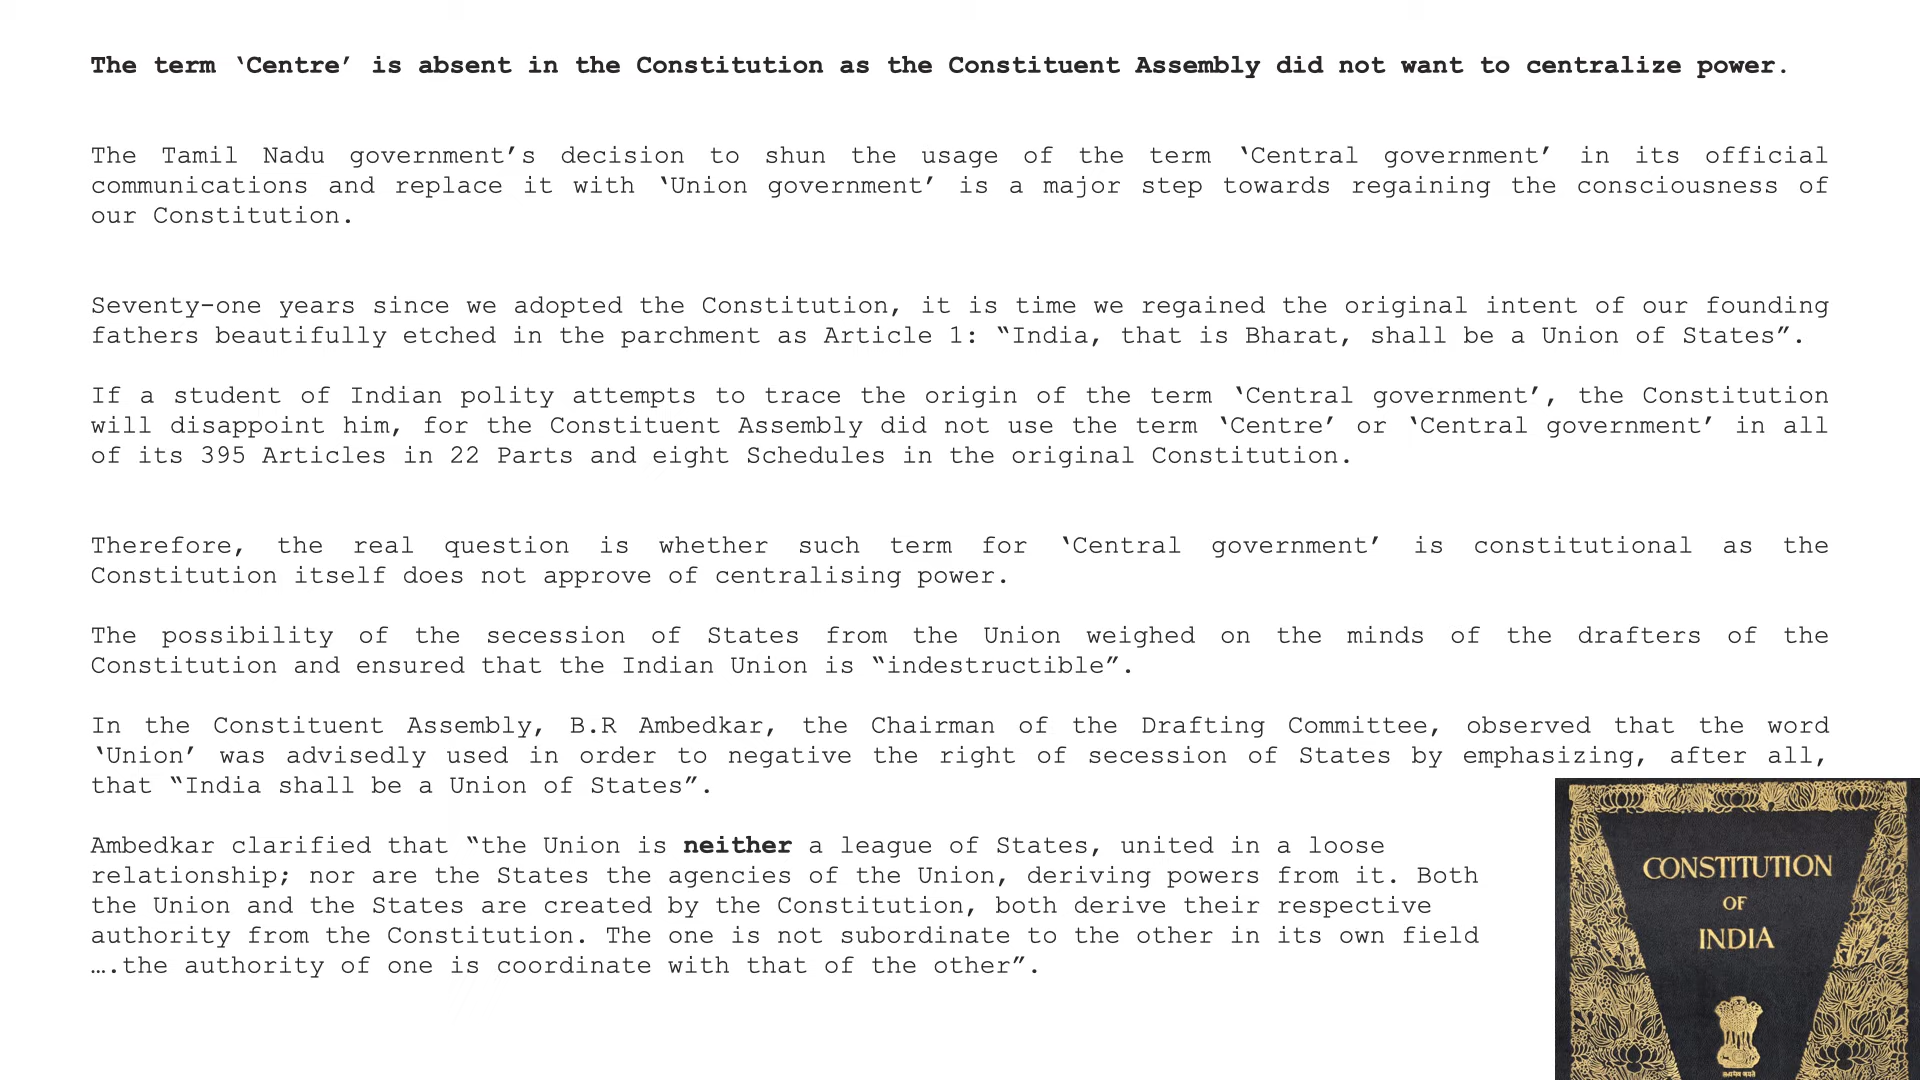 The term ‘Centre’ is absent in the Constitution as the Constituent Assembly did not want to centralize power.
The Tamil Nadu government’s decision to shun the usage of the term ‘Central government’ in its official
communications and replace it with ‘Union government’ is a major step towards regaining the consciousness of
our Constitution.
Seventy-one years since we adopted the Constitution, it is time we regained the original intent of our founding
fathers beautifully etched in the parchment as Article 1: “India, that is Bharat, shall be a Union of States”.
If a student of Indian polity attempts to trace the origin of the term ‘Central government’, the Constitution
will disappoint him, for the Constituent Assembly did not use the term ‘Centre’ or ‘Central government’ in all
of its 395 Articles in 22 Parts and eight Schedules in the original Constitution.
Therefore, the real question is whether such term for ‘Central government’ is constitutional as the
Constitution itself does not approve of centralising power.
The possibility of the secession of States from the Union weighed on the minds of the drafters of the
Constitution and ensured that the Indian Union is “indestructible”.
In the Constituent Assembly, B.R Ambedkar, the Chairman of the Drafting Committee, observed that the word
‘Union’ was advisedly used in order to negative the right of secession of States by emphasizing, after all,
that “India shall be a Union of States”.
Ambedkar clarified that “the Union is neither a league of States, united in a loose
relationship; nor are the States the agencies of the Union, deriving powers from it. Both
the Union and the States are created by the Constitution, both derive their respective
authority from the Constitution. The one is not subordinate to the other in its own field
….the authority of one is coordinate with that of the other”.
CONSTITUTION
OF
INDIA
सत्यमेव जयते